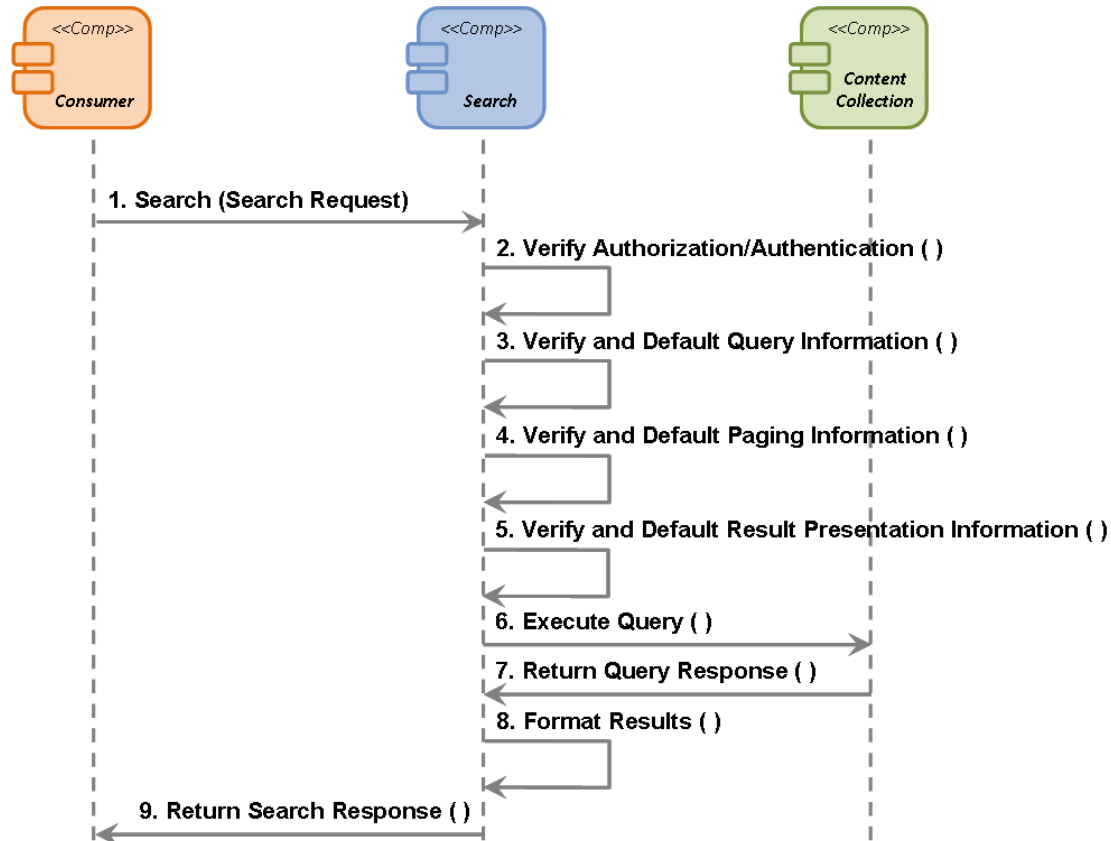 <<Comp>>
Consumer
<<Comp>>
Search
<<Comp>>
Content
Collection
1. Search (Search Request)
2. Verify Authorization/Authentication ( )
3. Verify and Default Query Information ( )
4. Verify and Default Paging Information ( )
5. Verify and Default Result Presentation Information ( )
6. Execute Query ( )
7. Return Query Response ( )
8. Format Results ( )
9. Return Search Response ( )